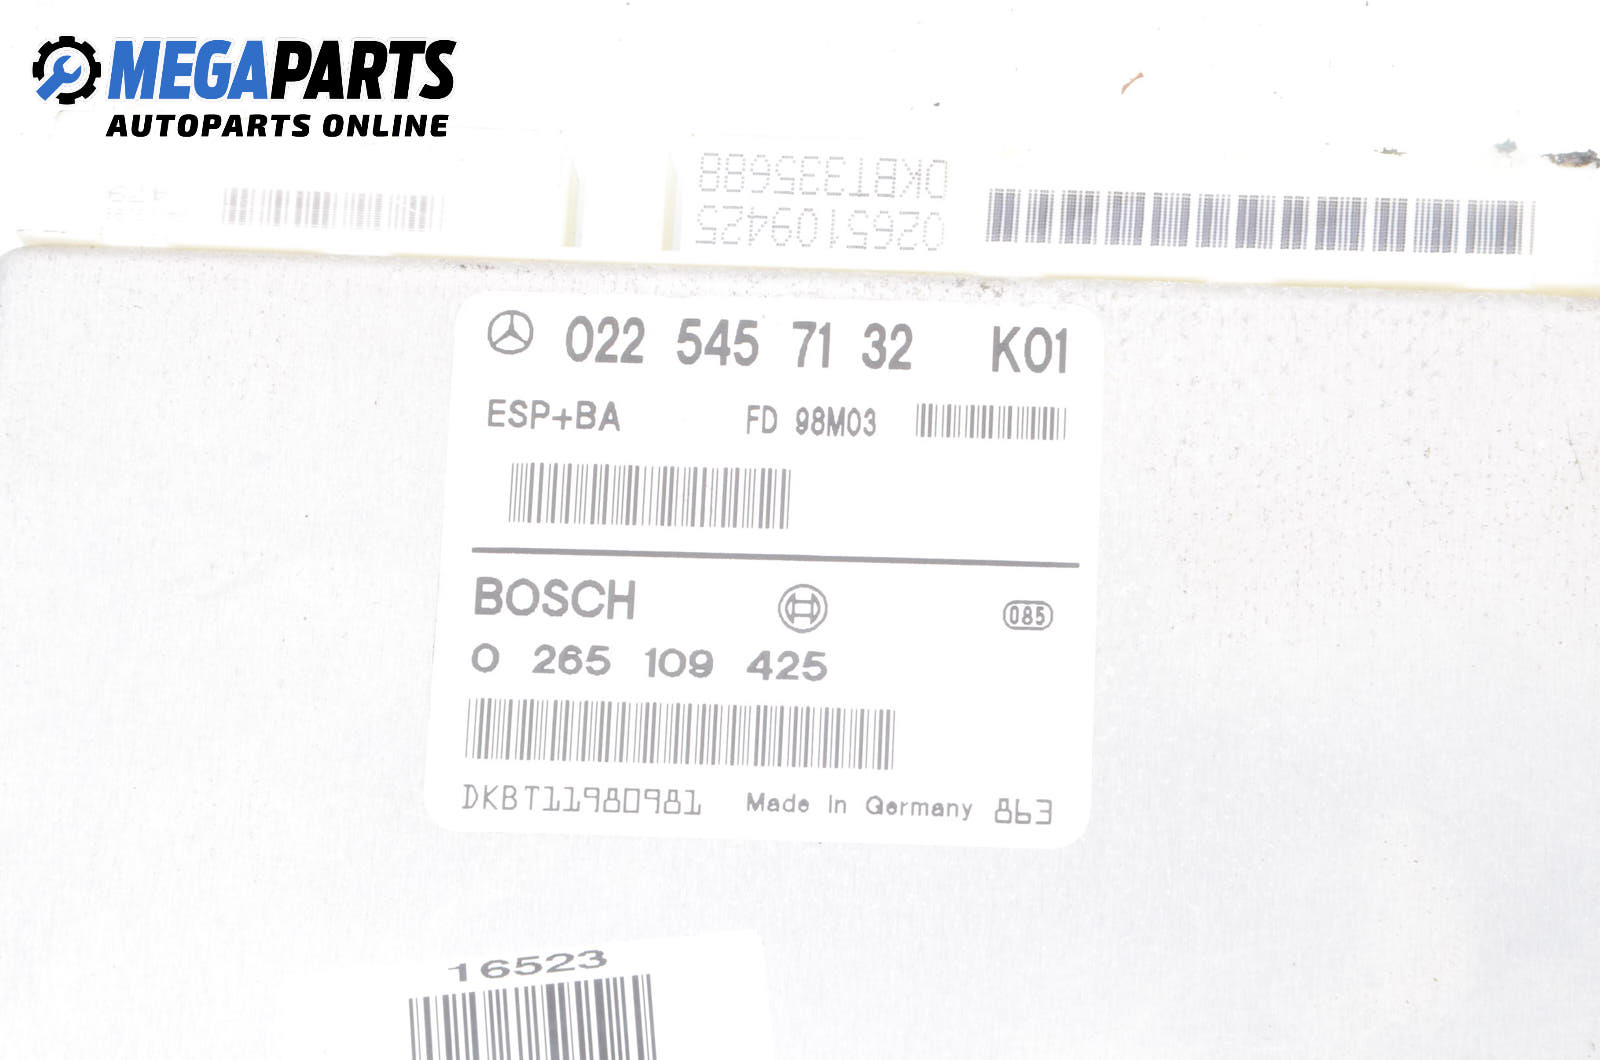 MEGAPARTS
AUTOPARTS ONLINE
DKBT335688
0265109425
022 545 71 32 K01
ESP+BA FD 98M03
BOSCH
085
0 265 109 425
DKBT11980981 Made In Germany 863
16523